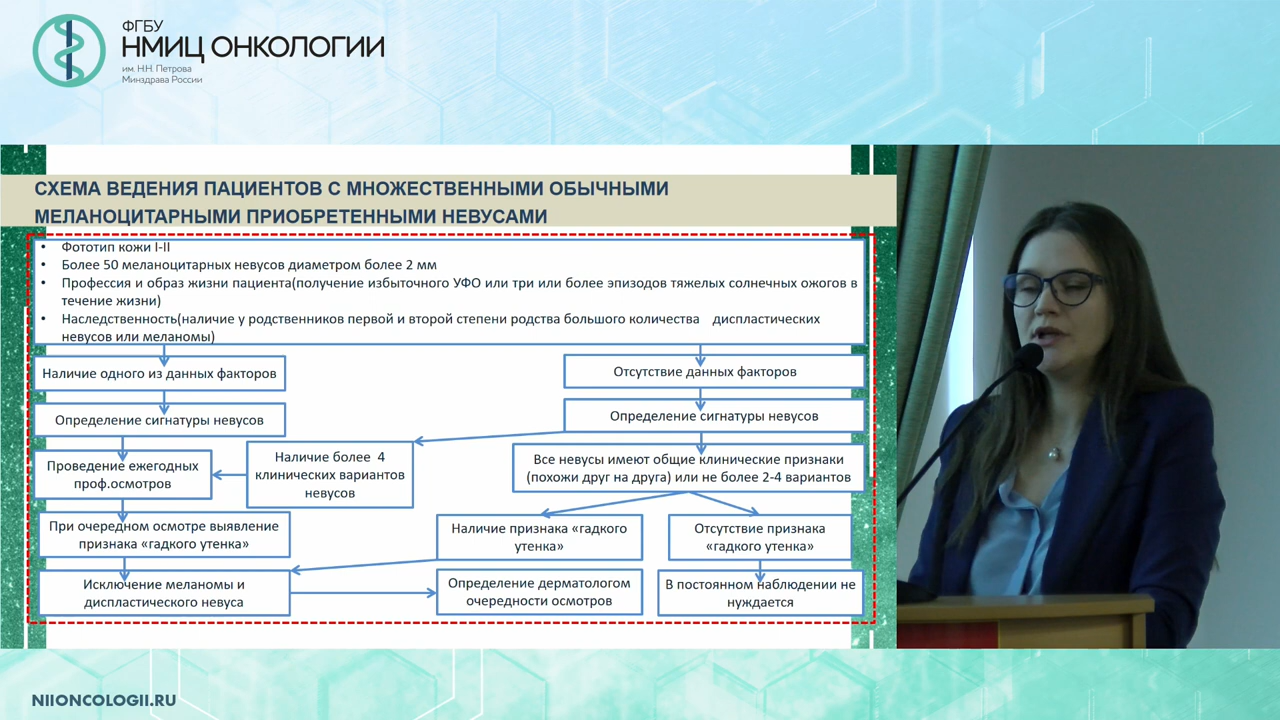 ФГБУ
НМИЦ ОНКОЛОГИИ
им. Н.Н. Петрова
Минздрава России
СХЕМА ВЕДЕНИЯ ПАЦИЕНТОВ С МНОЖЕСТВЕННЫМИ ОБЫЧНЫМИ
МЕЛАНОЦИТАРНЫМИ ПРИОБРЕТЕННЫМИ НЕВУСАМИ
• Фототип кожи I-II
• Более 50 меланоцитарных невусов диаметром более 2 мм
• Профессия и образ жизни пациента(получение избыточного УФО или три или более эпизодов тяжелых солнечных ожогов в
течение жизни)
• Наследственность(наличие у родственников первой и второй степени родства большого количества диспластических
невусов или меланомы)
Наличие одного из данных факторов
Отсутствие данных факторов
Определение сигнатуры невусов
Определение сигнатуры невусов
Проведение ежегодных
проф.осмотров
Наличие более 4
клинических вариантов
невусов
Все невусы имеют общие клинические признаки
(похожи друг на друга) или не более 2-4 вариантов
При очередном осмотре выявление
признака «гадкого утенка»
Наличие признака «гадкого
утенка»
Отсутствие признака
«гадкого утенка»
Исключение меланомы и
диспластического невуса
Определение дерматологом
очередности осмотров
В постоянном наблюдении не
нуждается
NIIONCOLOGII.RU